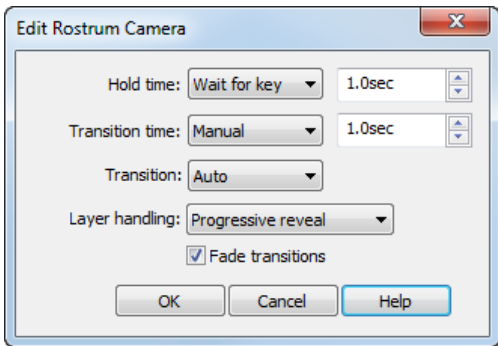 Edit Rostrum Camera
Hold time: Wait for key 1.0sec
Transition time: Manual 1.0sec
Transition: Auto
Layer handling: Progressive reveal
Fade transitions
OK Cancel Help